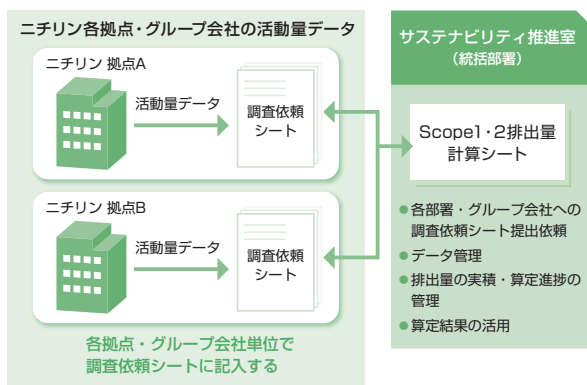 ニチリン各拠点・グループ会社の活動量データ
ニチリン 拠点A
活動量データ
調査依頼
シート
ニチリン 拠点B
活動量データ
調査依頼
シート
各拠点・グループ会社単位で
調査依頼シートに記入する
サステナビリティ推進室
（統括部署）
Scope1・2排出量
計算シート
●各部署・グループ会社への
調査依頼シート提出依頼
●データ管理
●排出量の実績・算定進捗の
管理
●算定結果の活用